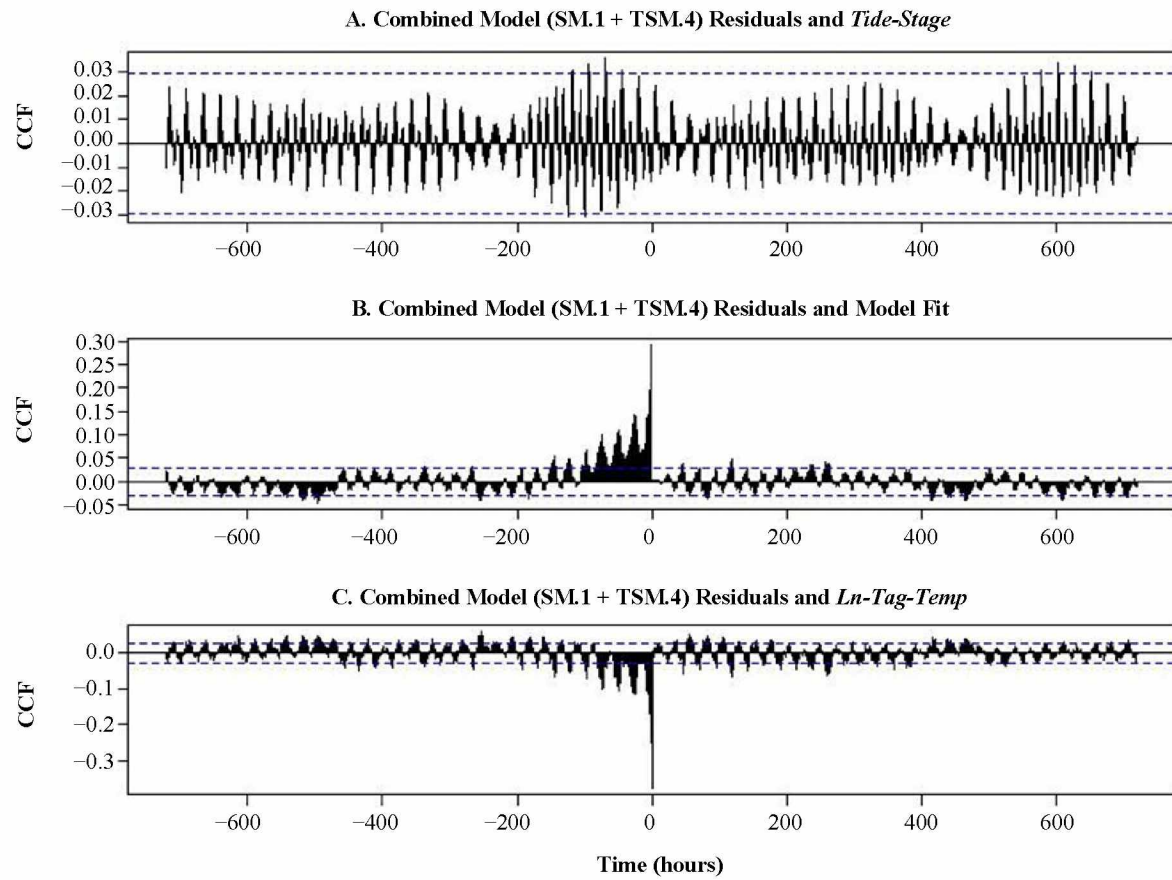 A. Combined Model (SM.1 + TSM.4) Residuals and Tide-Stage
CCF
0.03
0.02
0.01
0.00
−0.01
−0.02
−0.03
−600 −400 −200 0 200 400 600
B. Combined Model (SM.1 + TSM.4) Residuals and Model Fit
CCF
0.30
0.25
0.20
0.15
0.10
0.05
0.00
−0.05
−600 −400 −200 0 200 400 600
C. Combined Model (SM.1 + TSM.4) Residuals and Ln-Tag-Temp
CCF
0.0
−0.1
−0.2
−0.3
−600 −400 −200 0 200 400 600
Time (hours)